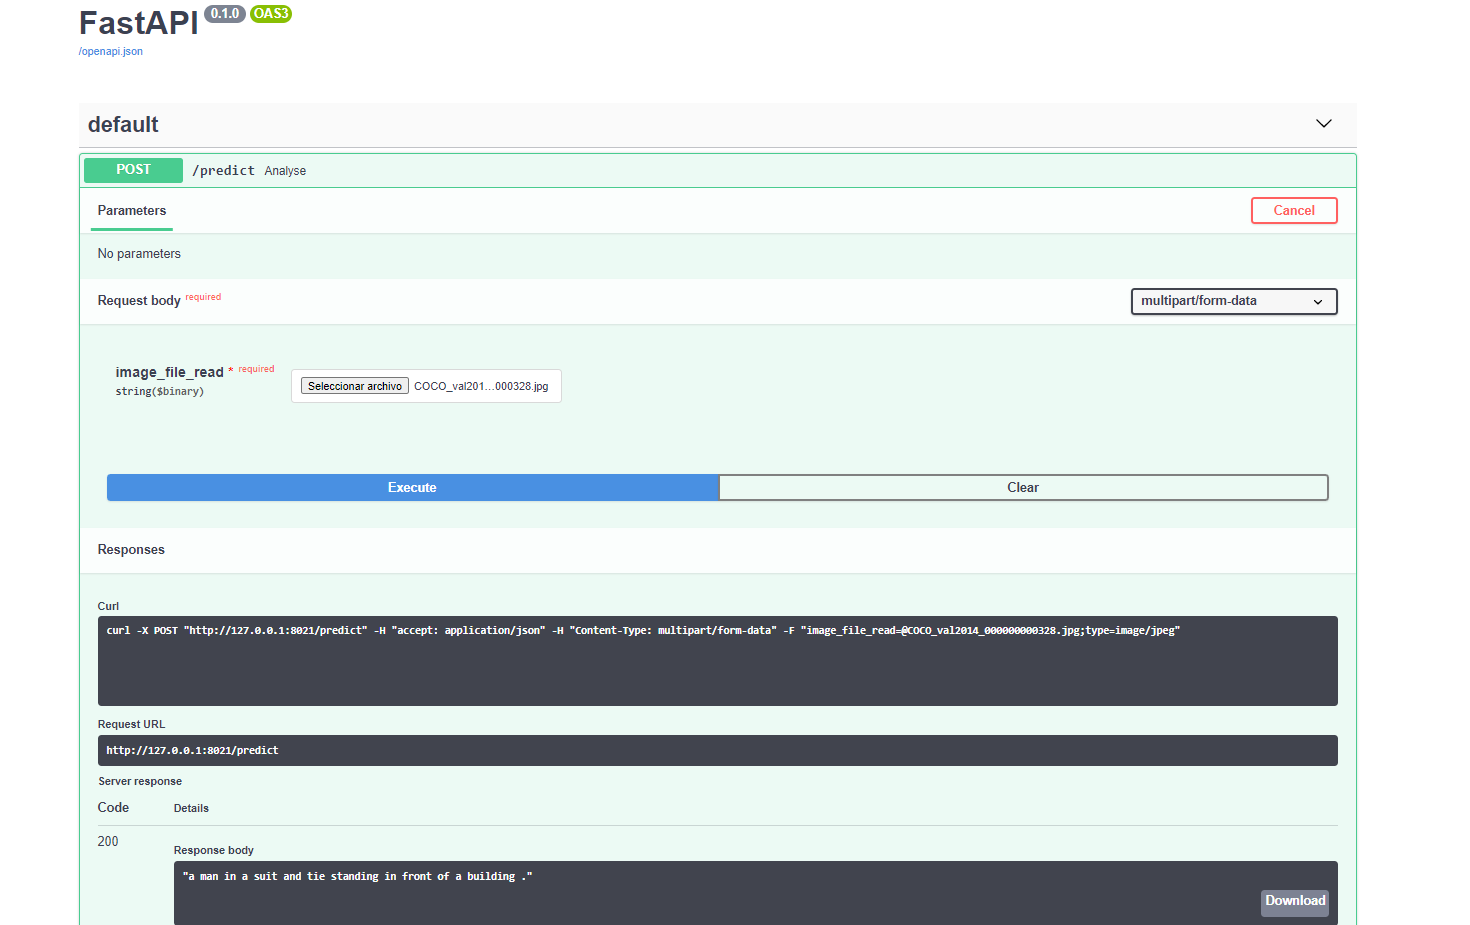 FastAPI 0.1.0 OAS3
/openapi.json
default
POST /predict Analyse
Parameters Cancel
No parameters
Request body required multipart/form-data
image_file_read * required
string($binary)
Seleccionar archivo COCO_val201...000328.jpg
Execute Clear
Responses
Curl
curl -X POST "http://127.0.0.1:8021/predict" -H "accept: application/json" -H "Content-Type: multipart/form-data" -F "image_file_read=@COCO_val2014_000000000328.jpg;type=image/jpeg"
Request URL
http://127.0.0.1:8021/predict
Server response
Code Details
200
Response body
"a man in a suit and tie standing in front of a building ."
Download